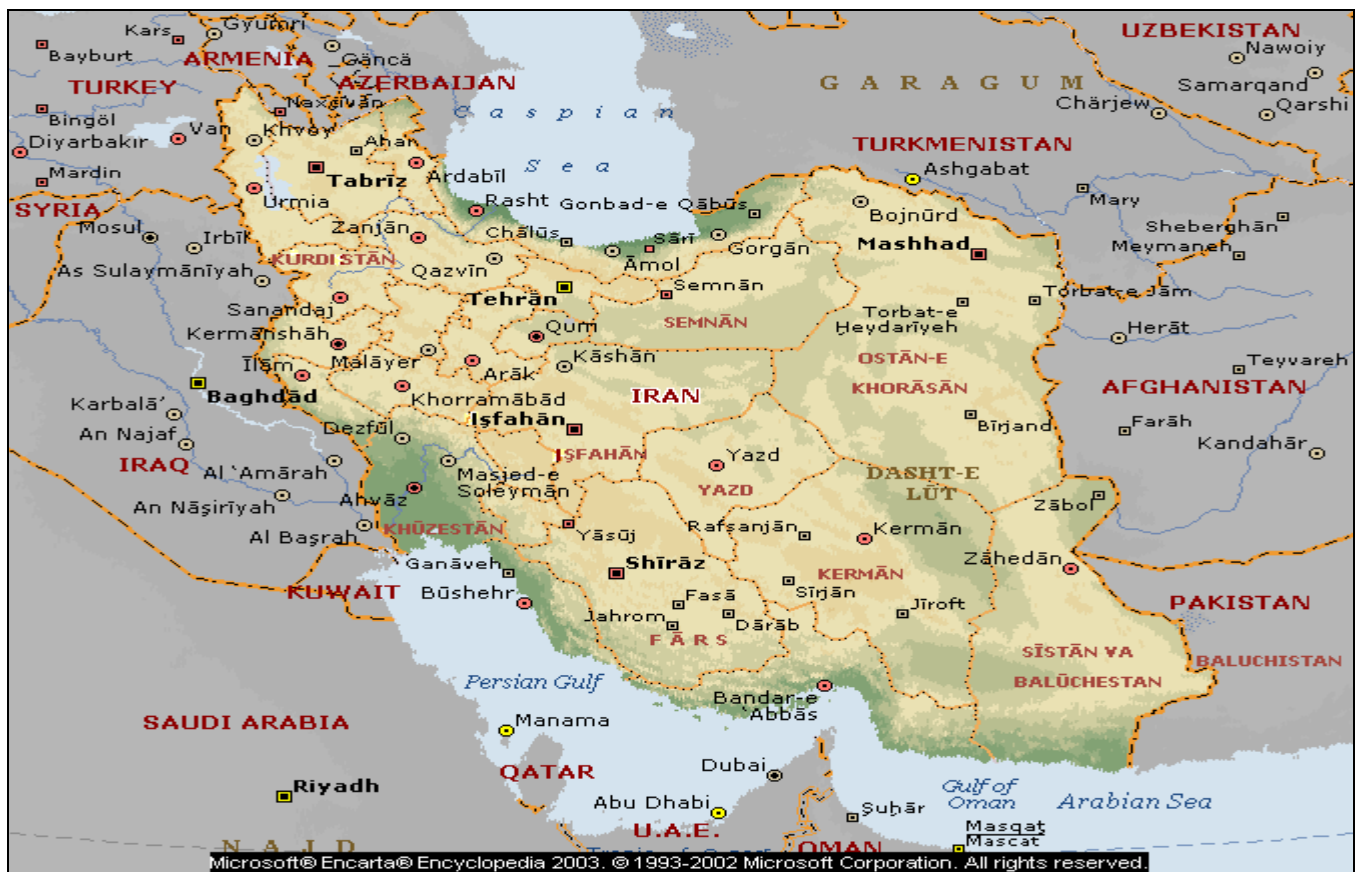 UZBEKISTAN
Kars
Gyumri
Nawoiy
Bayburt
ARMENIA
Gäncä
Samarqand
TURKEY
AZERBAIJAN
GARAGUM
Chärjew
Qarshi
Naxçıvan
Caspian
Bingöl
Van
Khvoy
Ahan
TURKMENISTAN
Diyarbakır
Sea
Ashgabat
Mardin
Tabrīz
Ardabīl
Urmia
Rasht
Gonbad-e Qābūs
Bojnūrd
Mary
SYRIA
Mosul
Irbīl
Zanjān
Chālūs
Sārī
Gorgān
Mashhad
Sheberghān
Meymaneh
KURDISTĀN
Āmol
As Sulaymānīyah
Qazvīn
Semnān
Torbat-e Jām
Sanandaj
Tehrān
Torbat-e
Ḩeydarīyeh
SEMNĀN
Herāt
Kermānshāh
Qum
Malāyer
Kāshān
OSTĀN-E
Teyvareh
Īlām
Arāk
KHORĀSĀN
AFGHANISTAN
Baghdād
Khorramābād
IRAN
Karbalā’
Işfahān
Bīrjand
Farāh
An Najaf
Dezfūl
Kandahār
IRAQ
Al ‘Amārah
IŞFAHĀN
Yazd
Masjed-e
Soleymān
DASHT-E
LŪT
YAZD
An Nāşirīyah
Ahvāz
Zābol
KHŪZESTĀN
Al Başrah
Yāsūj
Rafsanjān
Kermān
Ganāveh
Shīrāz
Zāhedān
KERMĀN
KUWAIT
Būshehr
Fasā
Sīrjān
Jīroft
PAKISTAN
Jahrom
Dārāb
FĀRS
SĪSTĀN VA
BALŪCHESTAN
BALUCHISTAN
Persian Gulf
Bandar-e
‘Abbās
SAUDI ARABIA
Manama
Dubai
QATAR
Riyadh
Gulf of
Oman
Arabian Sea
Abu Dhabi
Şuḩār
U.A.E.
Masqaţ
Mascat
NAJD
OMAN
Microsoft® Encarta® Encyclopedia 2003. © 1993-2002 Microsoft Corporation. All rights reserved.